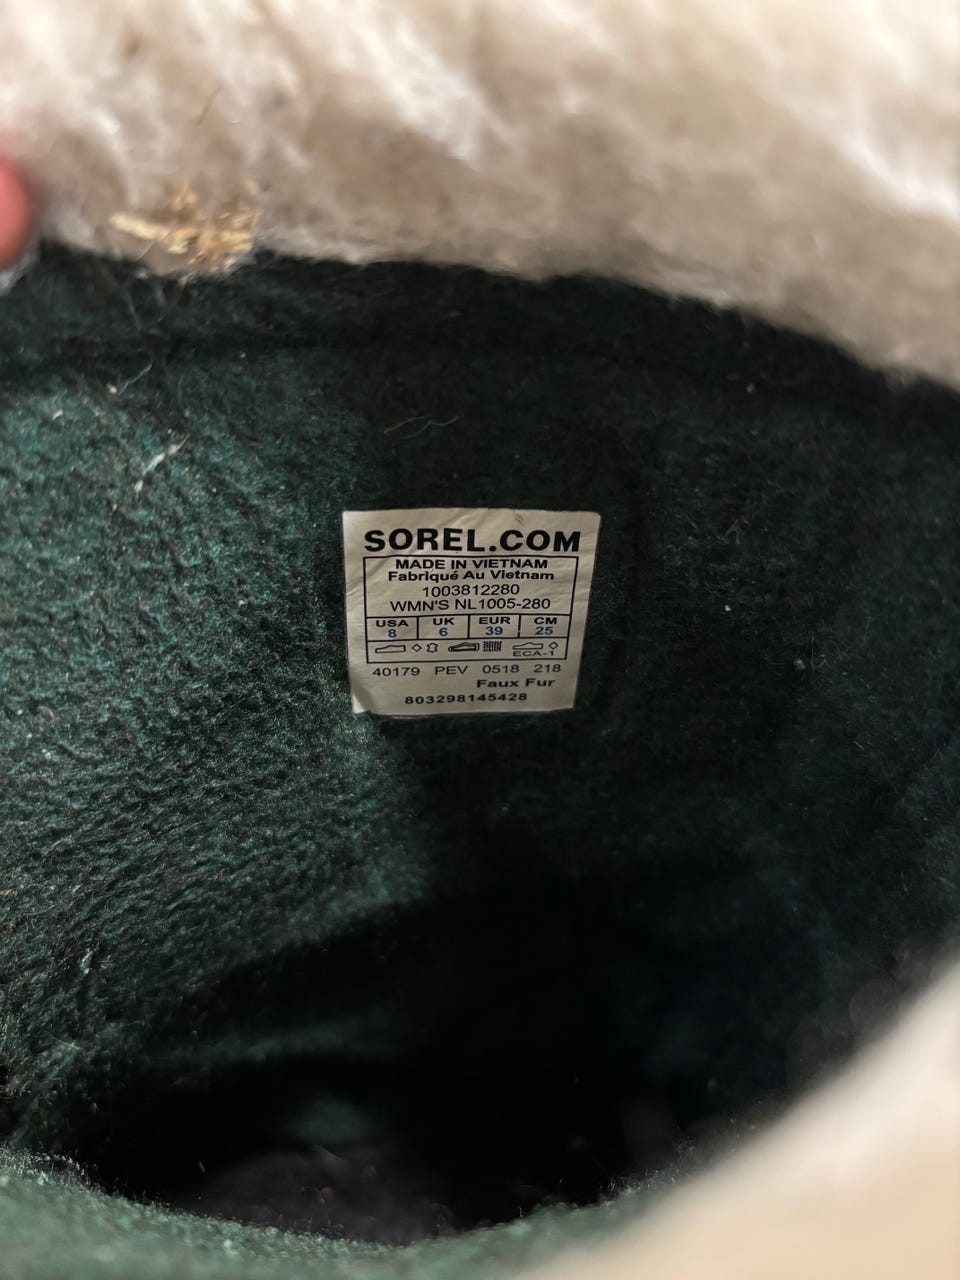 SOREL.COM
MADE IN VIETNAM
Fabriqué Au Vietnam
1003812280
WMN'S NL1005-280
USA UK EUR CM
8 6 39 25
ECA-1
40179 PEV 0518 218
Faux Fur
803298145428